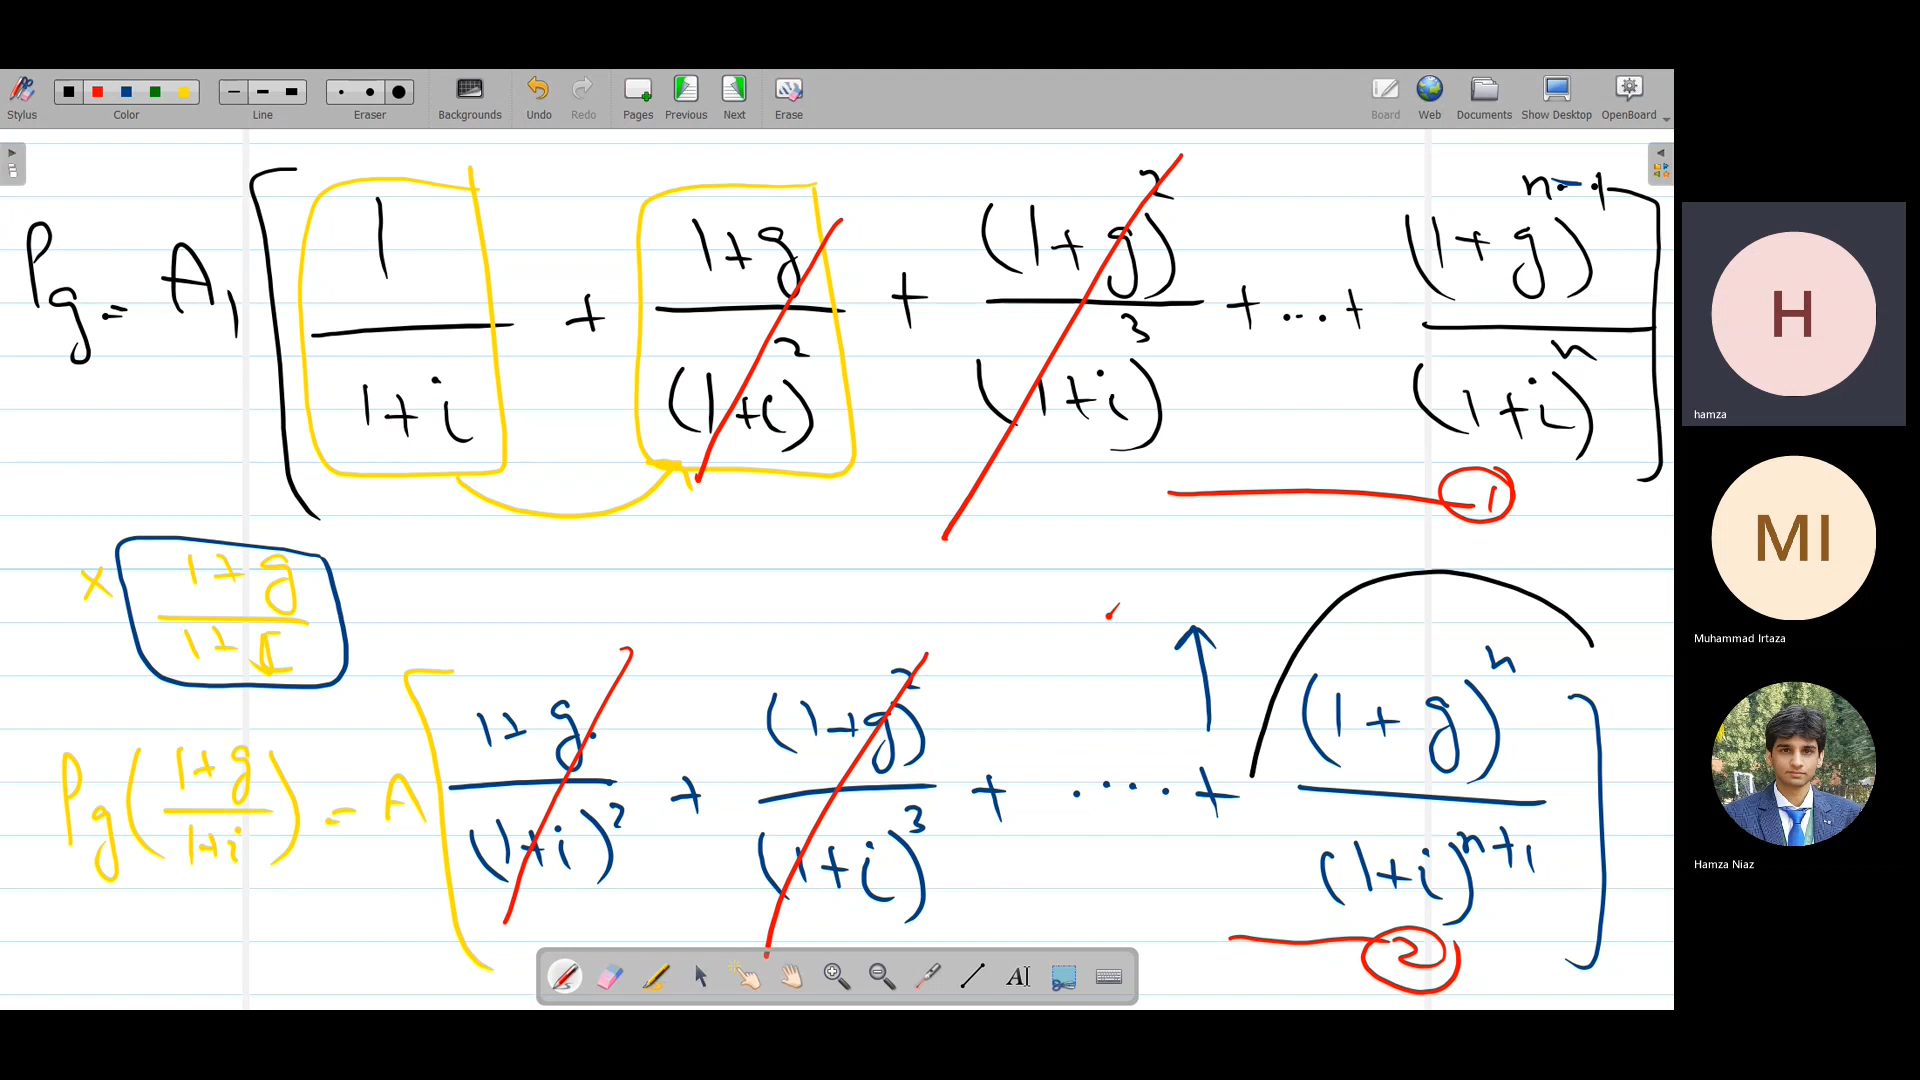 Stylus Color Line Eraser Backgrounds Undo Redo Pages Previous Next Erase Board Web Documents Show Desktop OpenBoard
Pg = A1 [ 1/(1+i) + (1+g)/(1+i)^2 + (1+g)^2/(1+i)^3 + ... + (1+g)^n-1/(1+i)^n ]
1
x (1+g)/(1+i)
Pg ((1+g)/(1+i)) = A [ (1+g)/(1+i)^2 + (1+g)^2/(1+i)^3 + ..... + (1+g)^n/(1+i)^n+1 ]
2
AI
H
hamza
MI
Muhammad Irtaza
Hamza Niaz